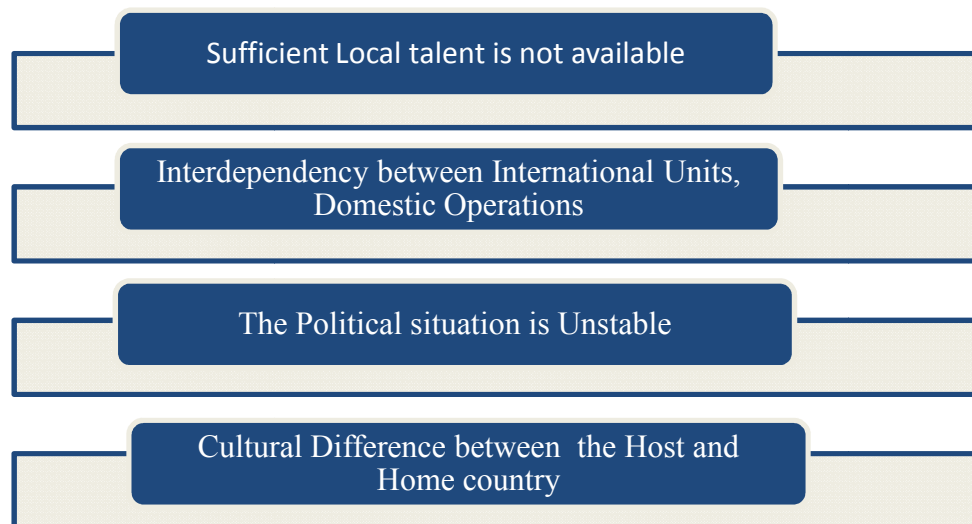 Sufficient Local talent is not available
Interdependency between International Units,
Domestic Operations
The Political situation is Unstable
Cultural Difference between the Host and
Home country